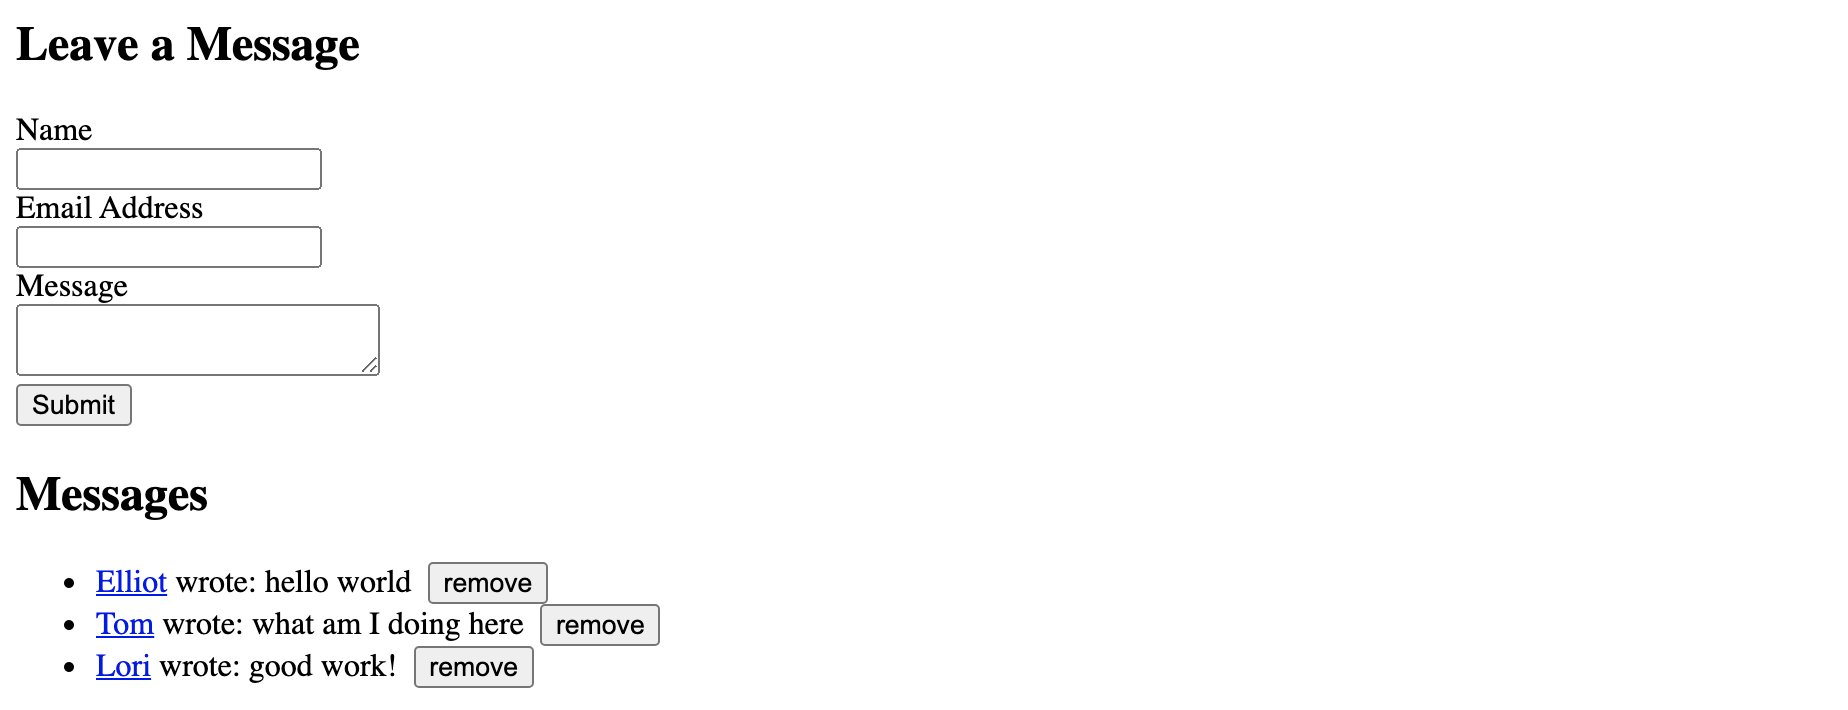 Leave a Message
Name
Email Address
Message
Submit
Messages
Elliot wrote: hello world remove
Tom wrote: what am I doing here remove
Lori wrote: good work! remove